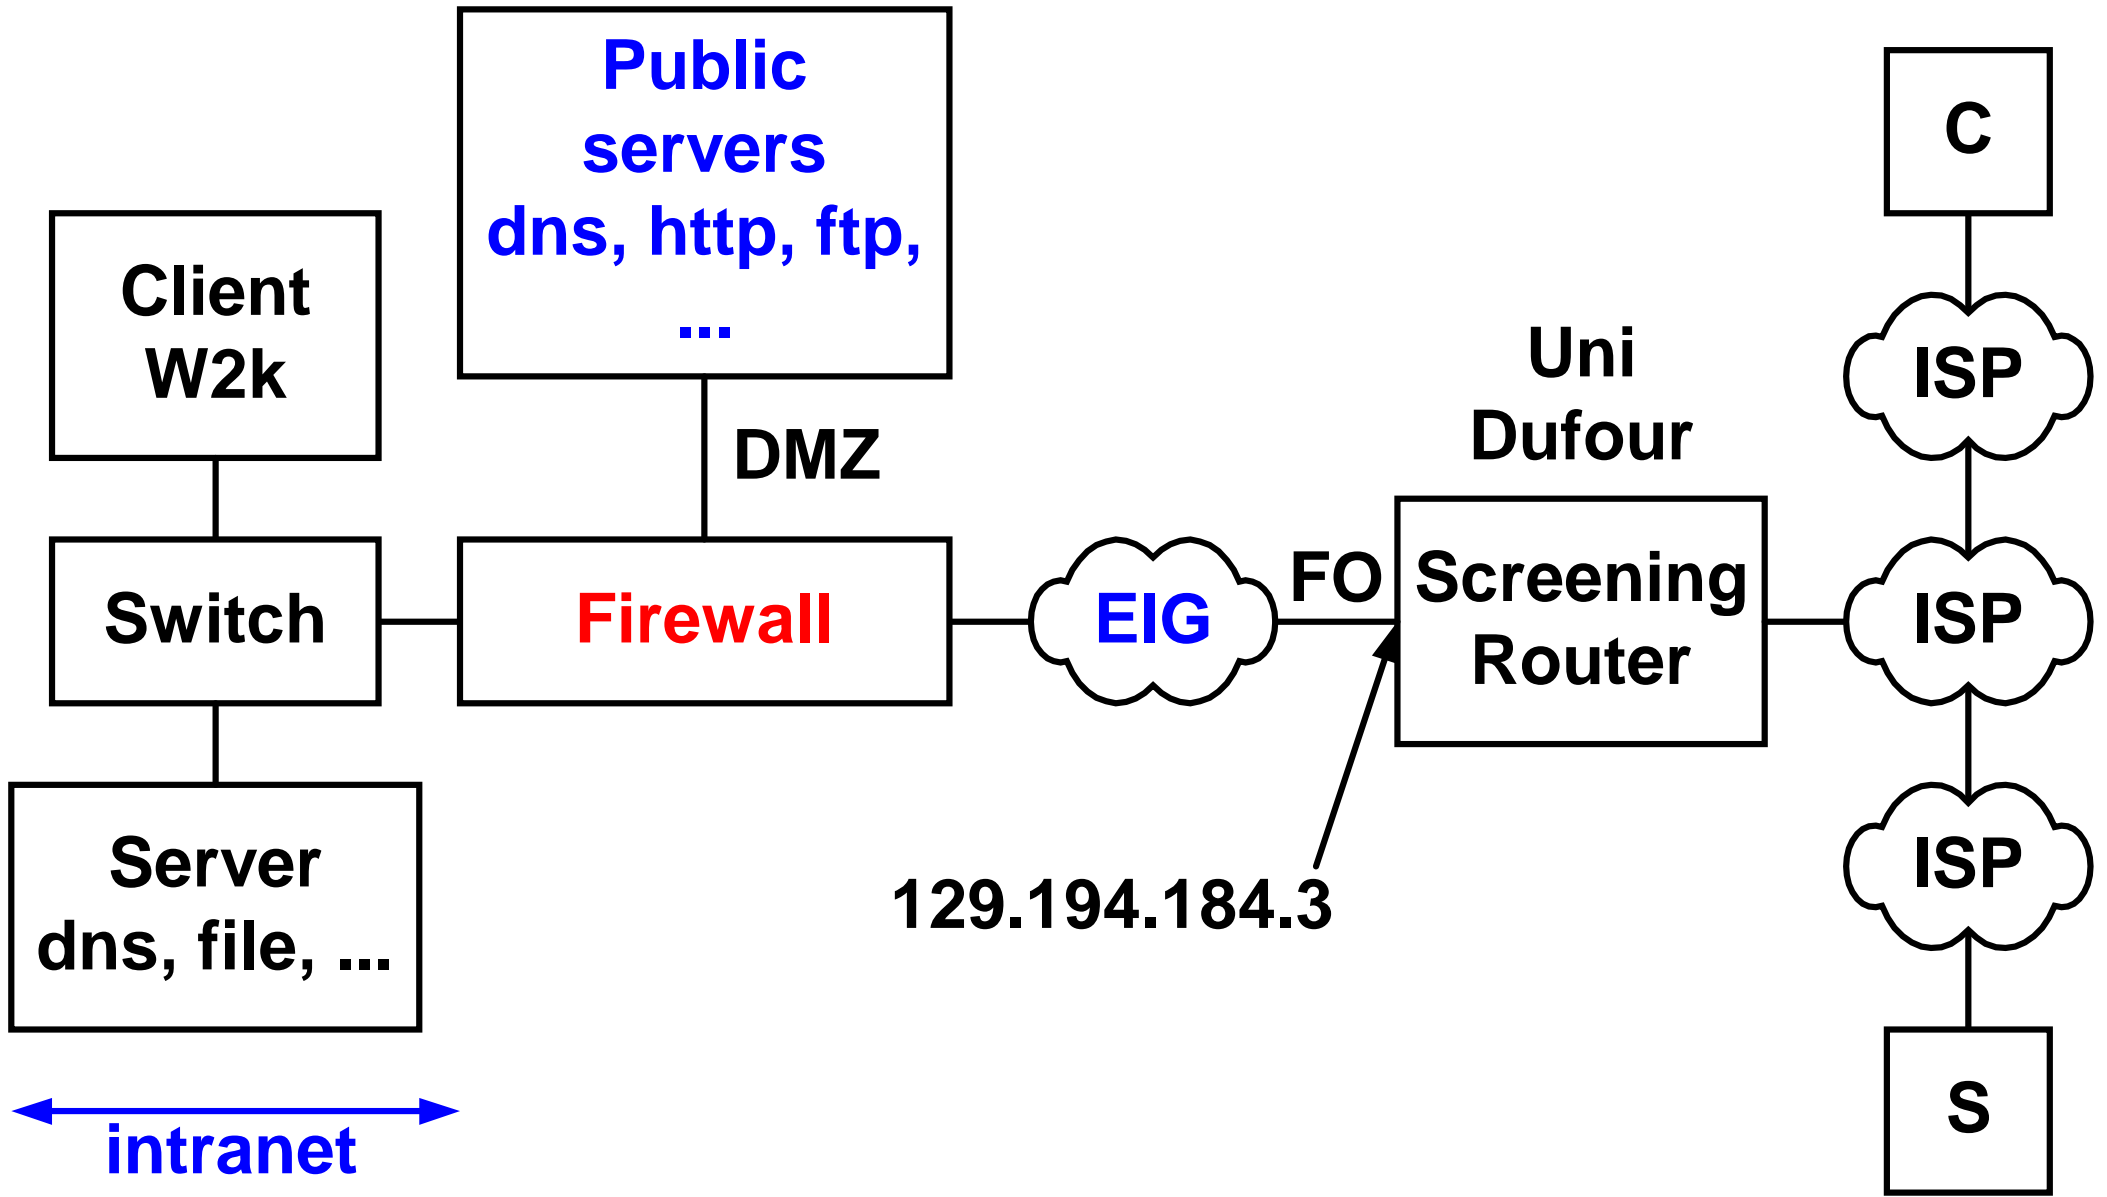 Public
servers
dns, http, ftp,
...
C
Client
W2k
ISP
Uni
Dufour
DMZ
Switch
Firewall
EIG
FO
Screening
Router
ISP
Server
dns, file, ...
129.194.184.3
ISP
intranet
S